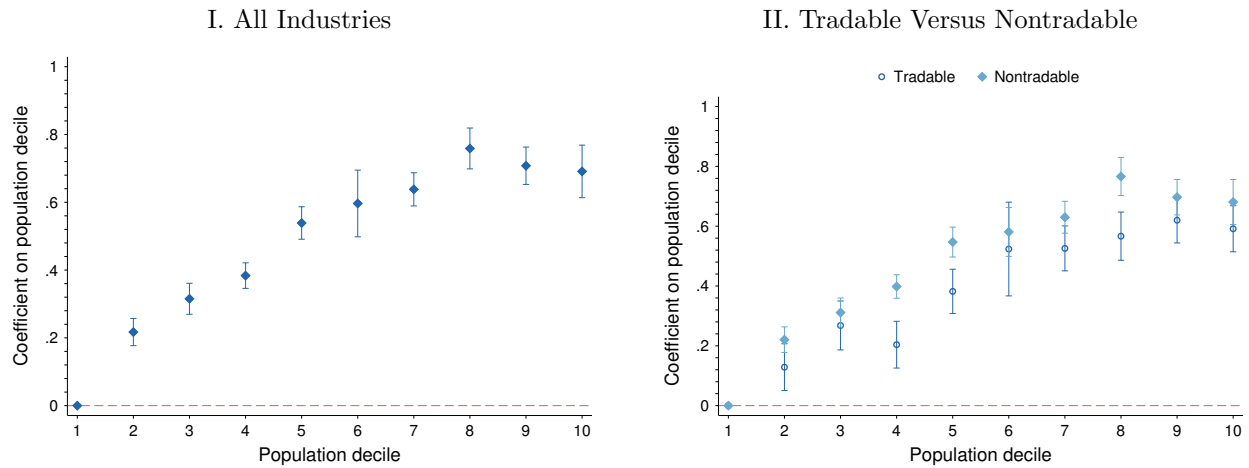 I. All Industries
Coefficient on population decile
1
.8
.6
.4
.2
0
1 2 3 4 5 6 7 8 9 10
Population decile
II. Tradable Versus Nontradable
Tradable Nontradable
Coefficient on population decile
1
.8
.6
.4
.2
0
1 2 3 4 5 6 7 8 9 10
Population decile